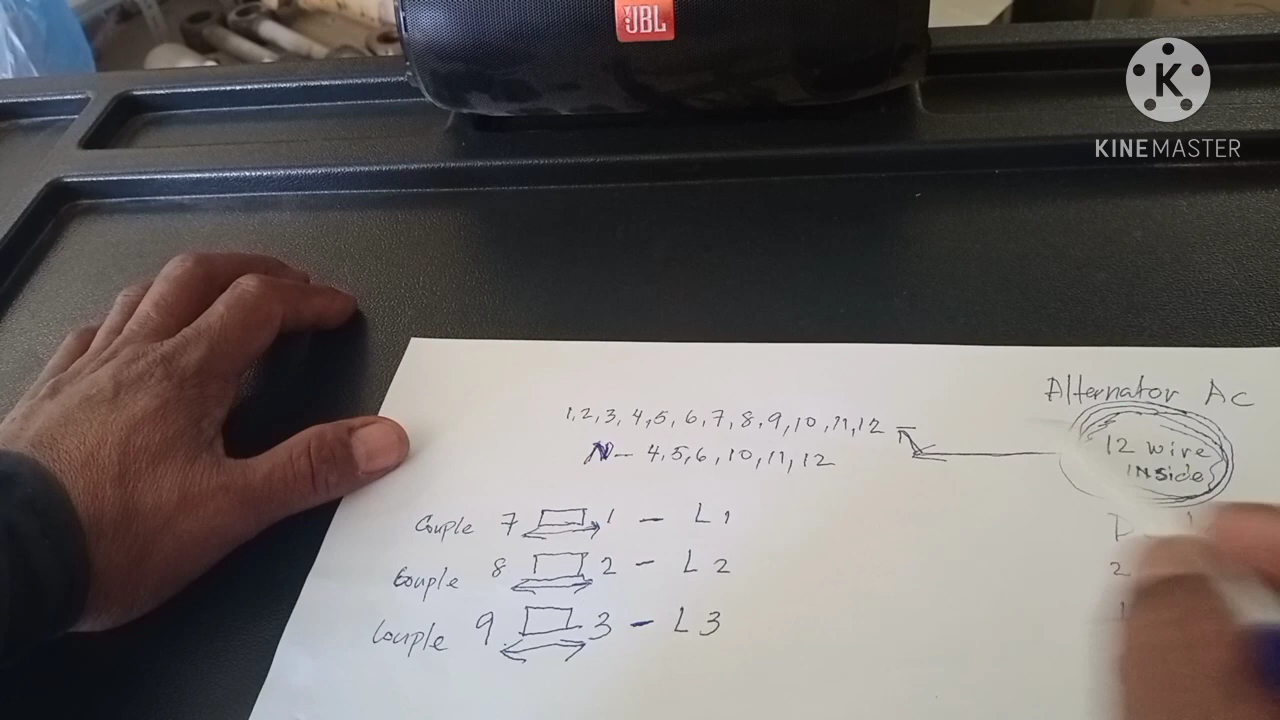 JBL
K
KINEMASTER
Alternator Ac
12 wire
INside
1,2,3,4,5,6,7,8,9,10,11,12 =
N- 4,5,6,10,11,12
Couple 7 1 - L1
Couple 8 2 - L2
Couple 9 3 - L3
2